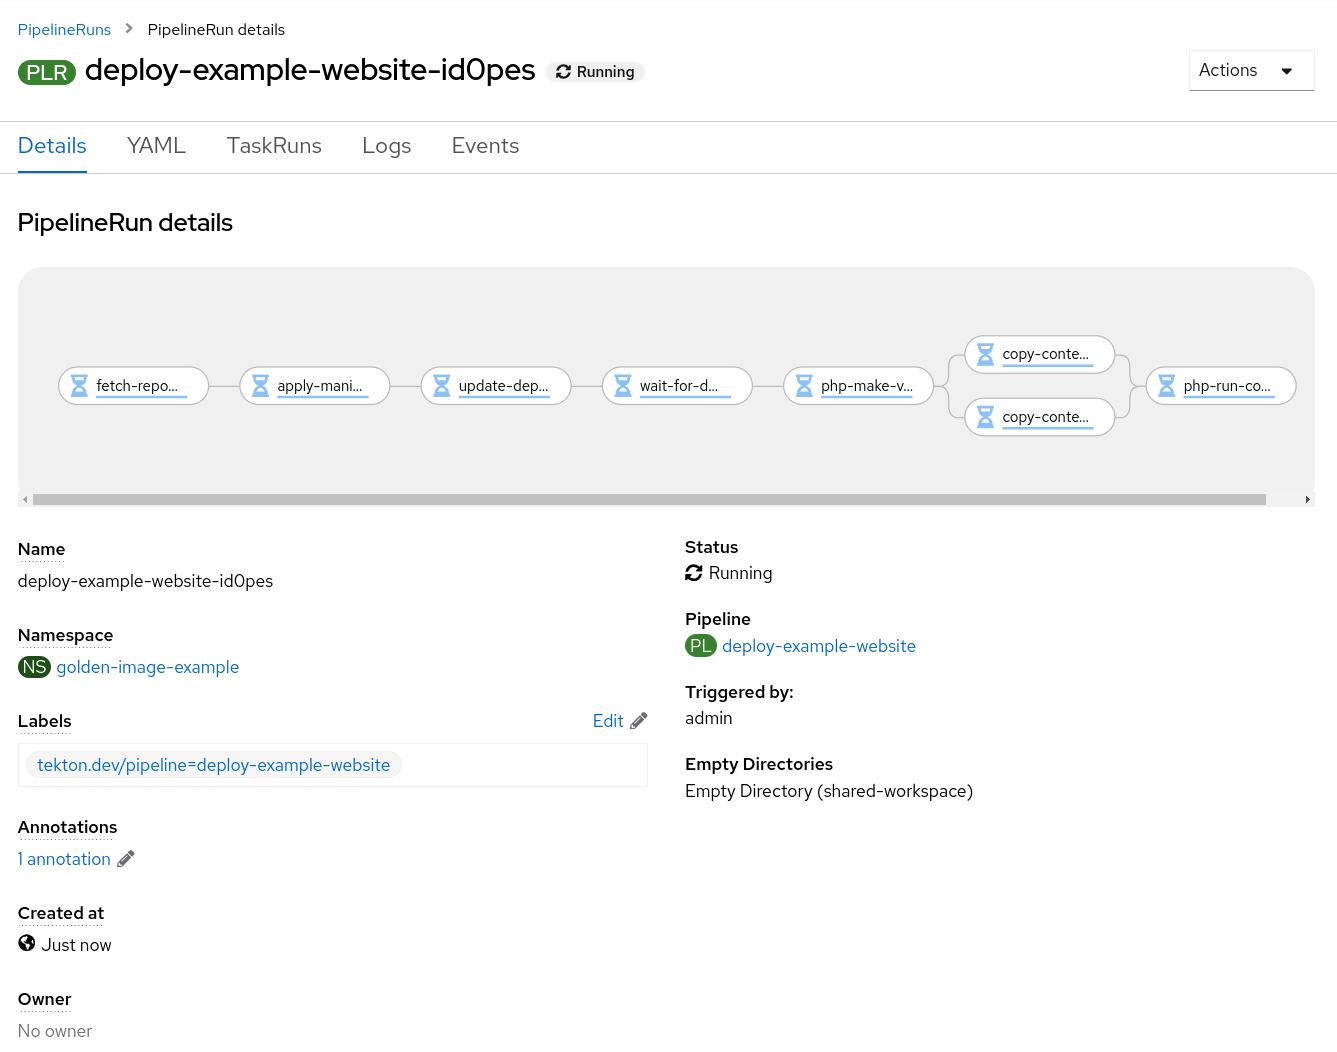 PipelineRuns > PipelineRun details
PLR deploy-example-website-id0pes Running
Actions
Details YAML TaskRuns Logs Events
PipelineRun details
copy-conte...
fetch-repo... apply-mani... update-dep... wait-for-d... php-make-v... php-run-co...
copy-conte...
Name
deploy-example-website-id0pes
Namespace
NS golden-image-example
Labels Edit
tekton.dev/pipeline=deploy-example-website
Annotations
1 annotation
Created at
Just now
Owner
No owner
Status
Running
Pipeline
PL deploy-example-website
Triggered by:
admin
Empty Directories
Empty Directory (shared-workspace)